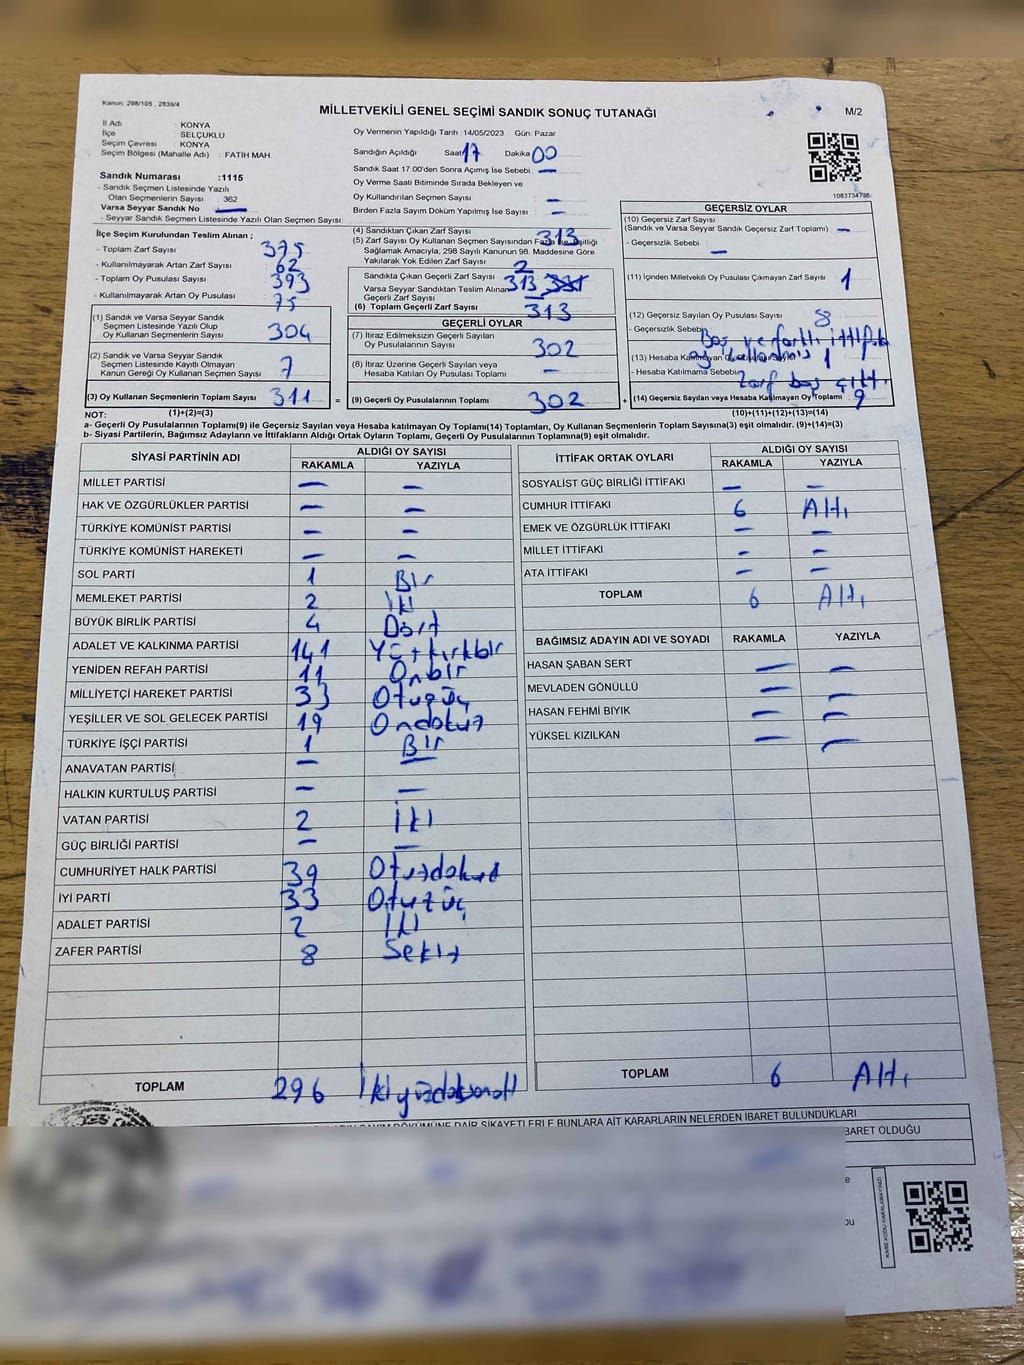 Kanun: 298/105 , 2839/4
MİLLETVEKİLİ GENEL SEÇİMİ SANDIK SONUÇ TUTANAĞI
M/2
İl Adı : KONYA
İlçe : SELÇUKLU
Seçim Çevresi : KONYA
Seçim Bölgesi (Mahalle Adı) : FATİH MAH.
Oy Vermenin Yapıldığı Tarih : 14/05/2023 Gün: Pazar
Sandığın Açıldığı Saat 17 Dakika 00
Sandık Saat 17.00'den Sonra Açılmış İse Sebebi : —
Oy Verme Saati Bitiminde Sırada Bekleyen ve
Oy Kullandırılan Seçmen Sayısı : —
Birden Fazla Sayım Döküm Yapılmış İse Sayısı : —
1083734796
Sandık Numarası :1115
- Sandık Seçmen Listesinde Yazılı
Olan Seçmenlerin Sayısı : 362
Varsa Seyyar Sandık No —
- Seyyar Sandık Seçmen Listesinde Yazılı Olan Seçmen Sayısı :
İlçe Seçim Kurulundan Teslim Alınan ;
- Toplam Zarf Sayısı 375
- Kullanılmayarak Artan Zarf Sayısı : 62
- Toplam Oy Pusulası Sayısı 393
- Kullanılmayarak Artan Oy Pusulası : 75
(1) Sandık ve Varsa Seyyar Sandık
Seçmen Listesinde Yazılı Olup
Oy Kullanan Seçmenlerin Sayısı 304
(2) Sandık ve Varsa Seyyar Sandık
Seçmen Listesinde Kayıtlı Olmayan
Kanun Gereği Oy Kullanan Seçmen Sayısı 7
(3) Oy Kullanan Seçmenlerin Toplam Sayısı 311 =
(4) Sandıktan Çıkan Zarf Sayısı 313
(5) Zarf Sayısı Oy Kullanan Seçmen Sayısından Fazla İse Eşitliği
Sağlamak Amacıyla, 298 Sayılı Kanunun 98. Maddesine Göre
Yakılarak Yok Edilen Zarf Sayısı : 2
Sandıkta Çıkan Geçerli Zarf Sayısı
Varsa Seyyar Sandıktan Teslim Alınan 313
Geçerli Zarf Sayısı —
(6) Toplam Geçerli Zarf Sayısı 313
GEÇERLİ OYLAR
(7) İtiraz Edilmeksizin Geçerli Sayılan
Oy Pusulalarının Sayısı 302
(8) İtiraz Üzerine Geçerli Sayılan veya
Hesaba Katılan Oy Pusulası Toplamı —
(9) Geçerli Oy Pusulalarının Toplamı 302 +
GEÇERSİZ OYLAR
(10) Geçersiz Zarf Sayısı
(Sandık ve Varsa Seyyar Sandık Geçersiz Zarf Toplamı) : —
- Geçersizlik Sebebi : —
(11) İçinden Milletvekili Oy Pusulası Çıkmayan Zarf Sayısı 1
(12) Geçersiz Sayılan Oy Pusulası Sayısı : 8
- Geçersizlik Sebebi Boş ve farklı ittifak
(13) Hesaba Katılmayan 1
- Hesaba Katılmama Sebebi Zarf boş çıktı.
(14) Geçersiz Sayılan veya Hesaba Katılmayan Oy Toplamı 9
NOT: (1)+(2)=(3) (10)+(11)+(12)+(13)=(14)
a- Geçerli Oy Pusulalarının Toplamı(9) ile Geçersiz Sayılan veya Hesaba katılmayan Oy Toplamı(14) Toplamları, Oy Kullanan Seçmenlerin Toplam Sayısına(3) eşit olmalıdır. (9)+(14)=(3)
b- Siyasi Partilerin, Bağımsız Adayların ve İttifakların Aldığı Ortak Oyların Toplamı, Geçerli Oy Pusulalarının Toplamına(9) eşit olmalıdır.
SİYASİ PARTİNİN ADI ALDIĞI OY SAYISI
RAKAMLA YAZIYLA
MİLLET PARTİSİ — —
HAK VE ÖZGÜRLÜKLER PARTİSİ — —
TÜRKİYE KOMÜNİST PARTİSİ — —
TÜRKİYE KOMÜNİST HAREKETİ — —
SOL PARTİ 1 Bir
MEMLEKET PARTİSİ 2 İki
BÜYÜK BİRLİK PARTİSİ 4 Dört
ADALET VE KALKINMA PARTİSİ 141 Yüzkırkbir
YENİDEN REFAH PARTİSİ 11 Onbir
MİLLİYETÇİ HAREKET PARTİSİ 33 Otuzüç
YEŞİLLER VE SOL GELECEK PARTİSİ 19 Ondokuz
TÜRKİYE İŞÇİ PARTİSİ 1 Bir
ANAVATAN PARTİSİ — —
HALKIN KURTULUŞ PARTİSİ — —
VATAN PARTİSİ 2 İki
GÜÇ BİRLİĞİ PARTİSİ — —
CUMHURİYET HALK PARTİSİ 39 Otuzdokuz
İYİ PARTİ 33 Otuzüç
ADALET PARTİSİ 2 İki
ZAFER PARTİSİ 8 Sekiz
TOPLAM 296 İkiyüzdoksanaltı
İTTİFAK ORTAK OYLARI ALDIĞI OY SAYISI
RAKAMLA YAZIYLA
SOSYALİST GÜÇ BİRLİĞİ İTTİFAKI — —
CUMHUR İTTİFAKI 6 Altı
EMEK VE ÖZGÜRLÜK İTTİFAKI — —
MİLLET İTTİFAKI — —
ATA İTTİFAKI — —
TOPLAM 6 Altı
BAĞIMSIZ ADAYIN ADI VE SOYADI RAKAMLA YAZIYLA
HASAN ŞABAN SERT — —
MEVLADEN GÖNÜLLÜ — —
HASAN FEHMİ BIYIK — —
YÜKSEL KIZILKAN — —
TOPLAM 6 Altı
SAYIM DÖKÜMÜNE DAİR ŞİKAYETLERLE BUNLARA AİT KARARLARIN NELERDEN İBARET BULUNDUKLARI
İBARET OLDUĞU